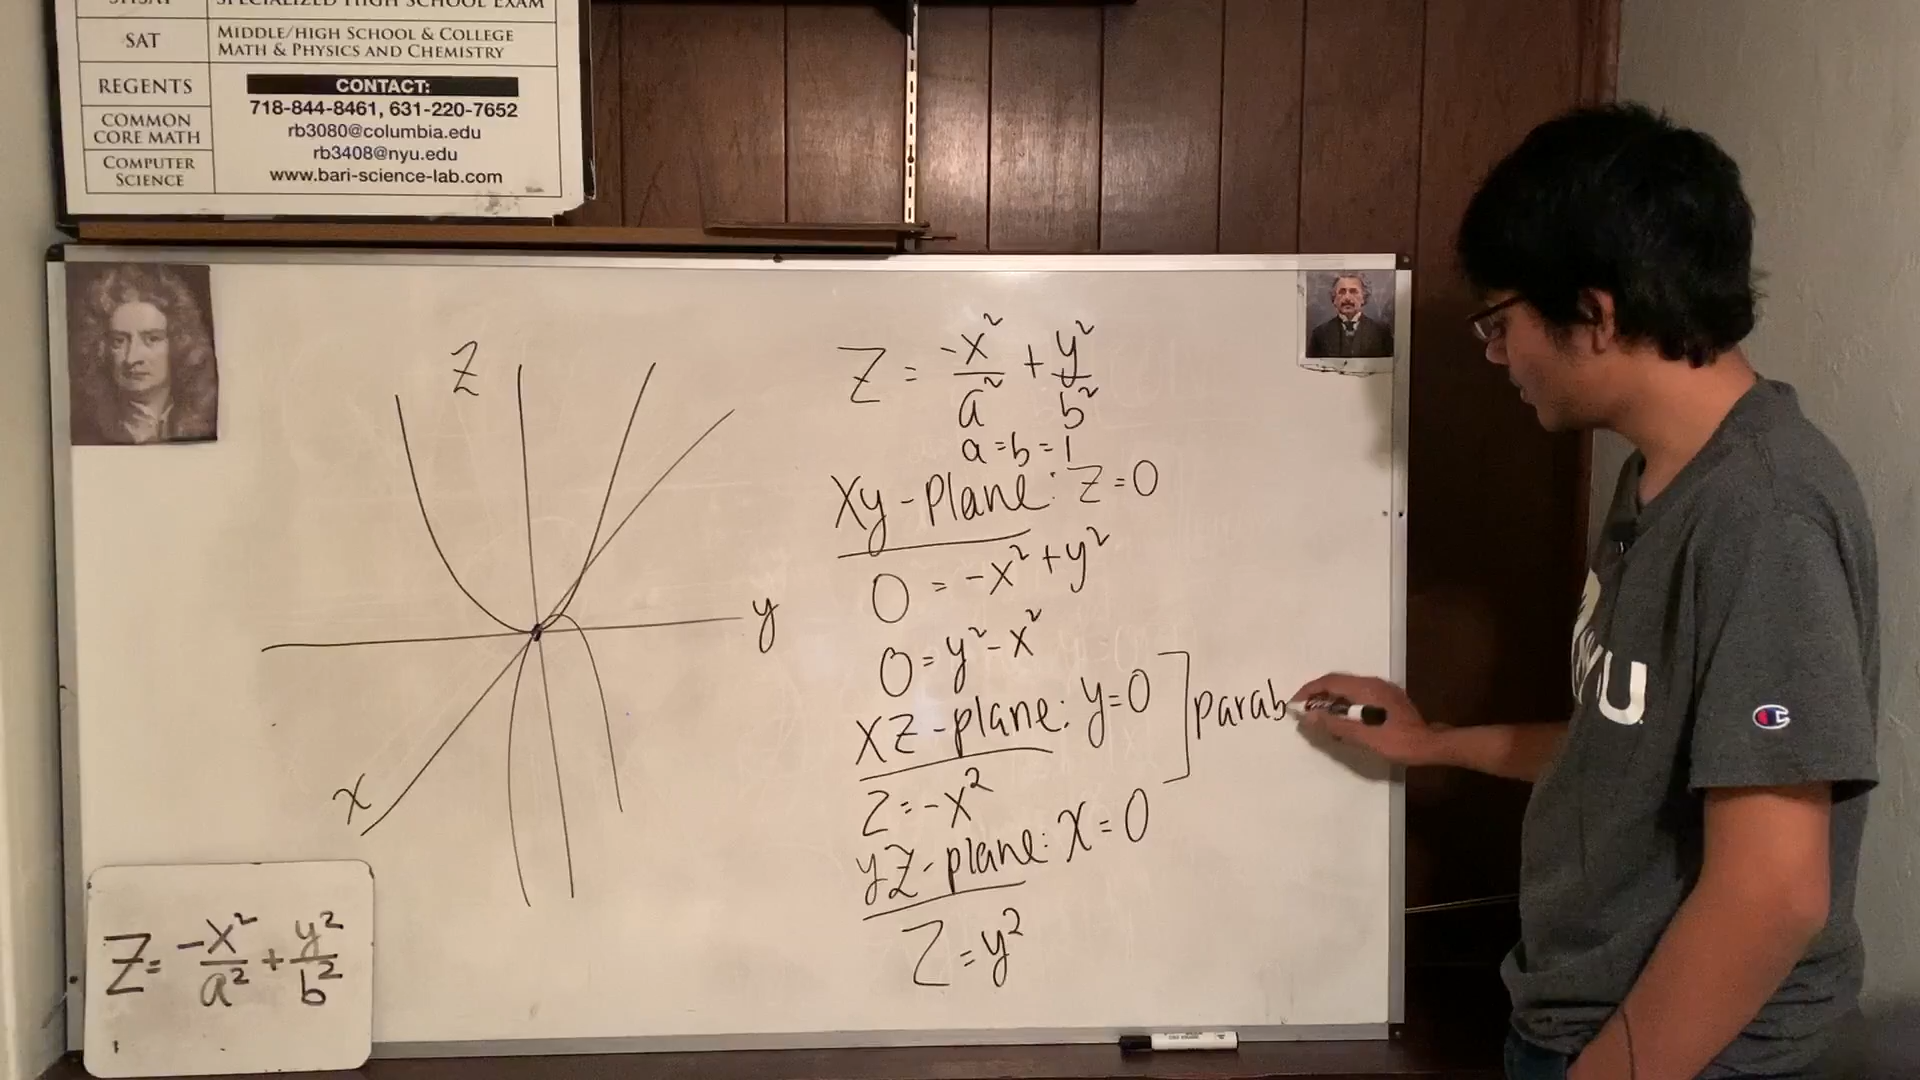 SPECIALIZED HIGH SCHOOL EXAM
SAT
MIDDLE/HIGH SCHOOL & COLLEGE
MATH & PHYSICS AND CHEMISTRY
REGENTS
CONTACT:
718-844-8461, 631-220-7652
COMMON
CORE MATH
rb3080@columbia.edu
rb3408@nyu.edu
COMPUTER
SCIENCE
www.bari-science-lab.com
Z
y
x
Z = -x²/a² + y²/b²
a=b=1
xy-plane: z=0
0 = -x² + y²
0 = y² - x²
xz-plane: y=0
] parab
z = -x²
yz-plane: x=0
Z = y²
Z = -x²/a² + y²/b²
YU